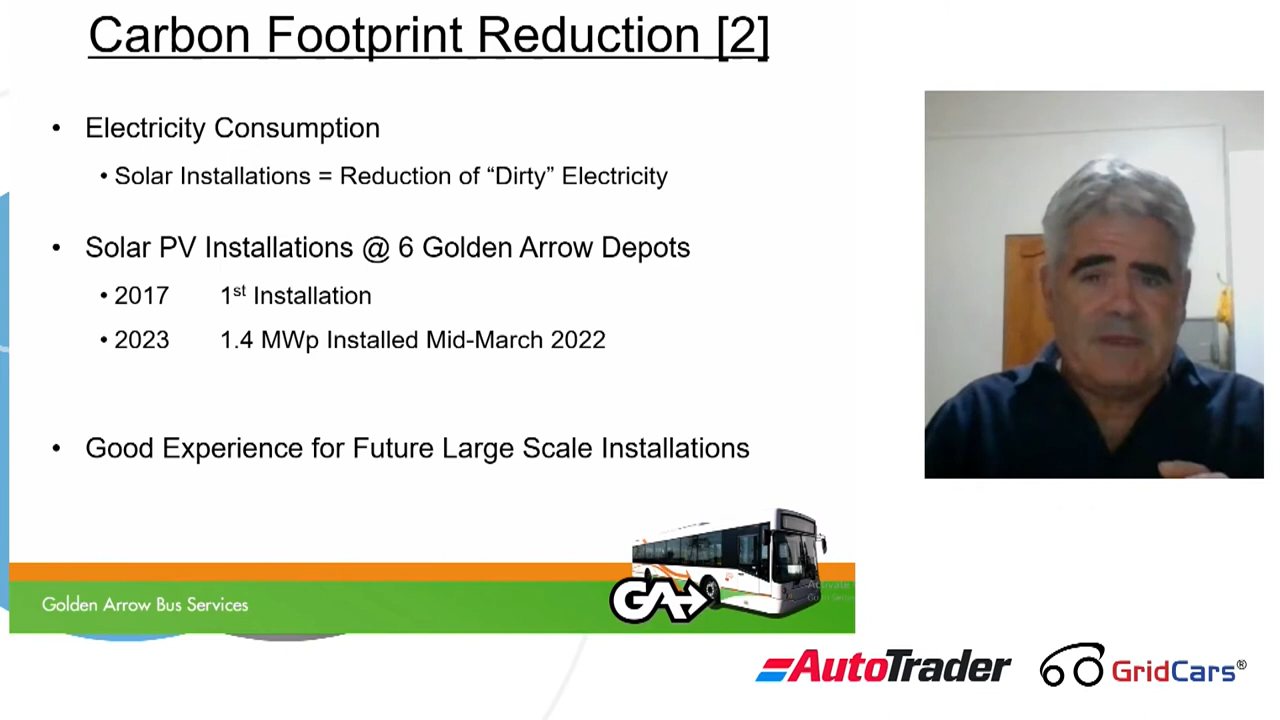 Carbon Footprint Reduction [2]
• Electricity Consumption
• Solar Installations = Reduction of “Dirty” Electricity
• Solar PV Installations @ 6 Golden Arrow Depots
• 2017 1st Installation
• 2023 1.4 MWp Installed Mid-March 2022
• Good Experience for Future Large Scale Installations
Golden Arrow Bus Services
GA
AutoTrader
GridCars®